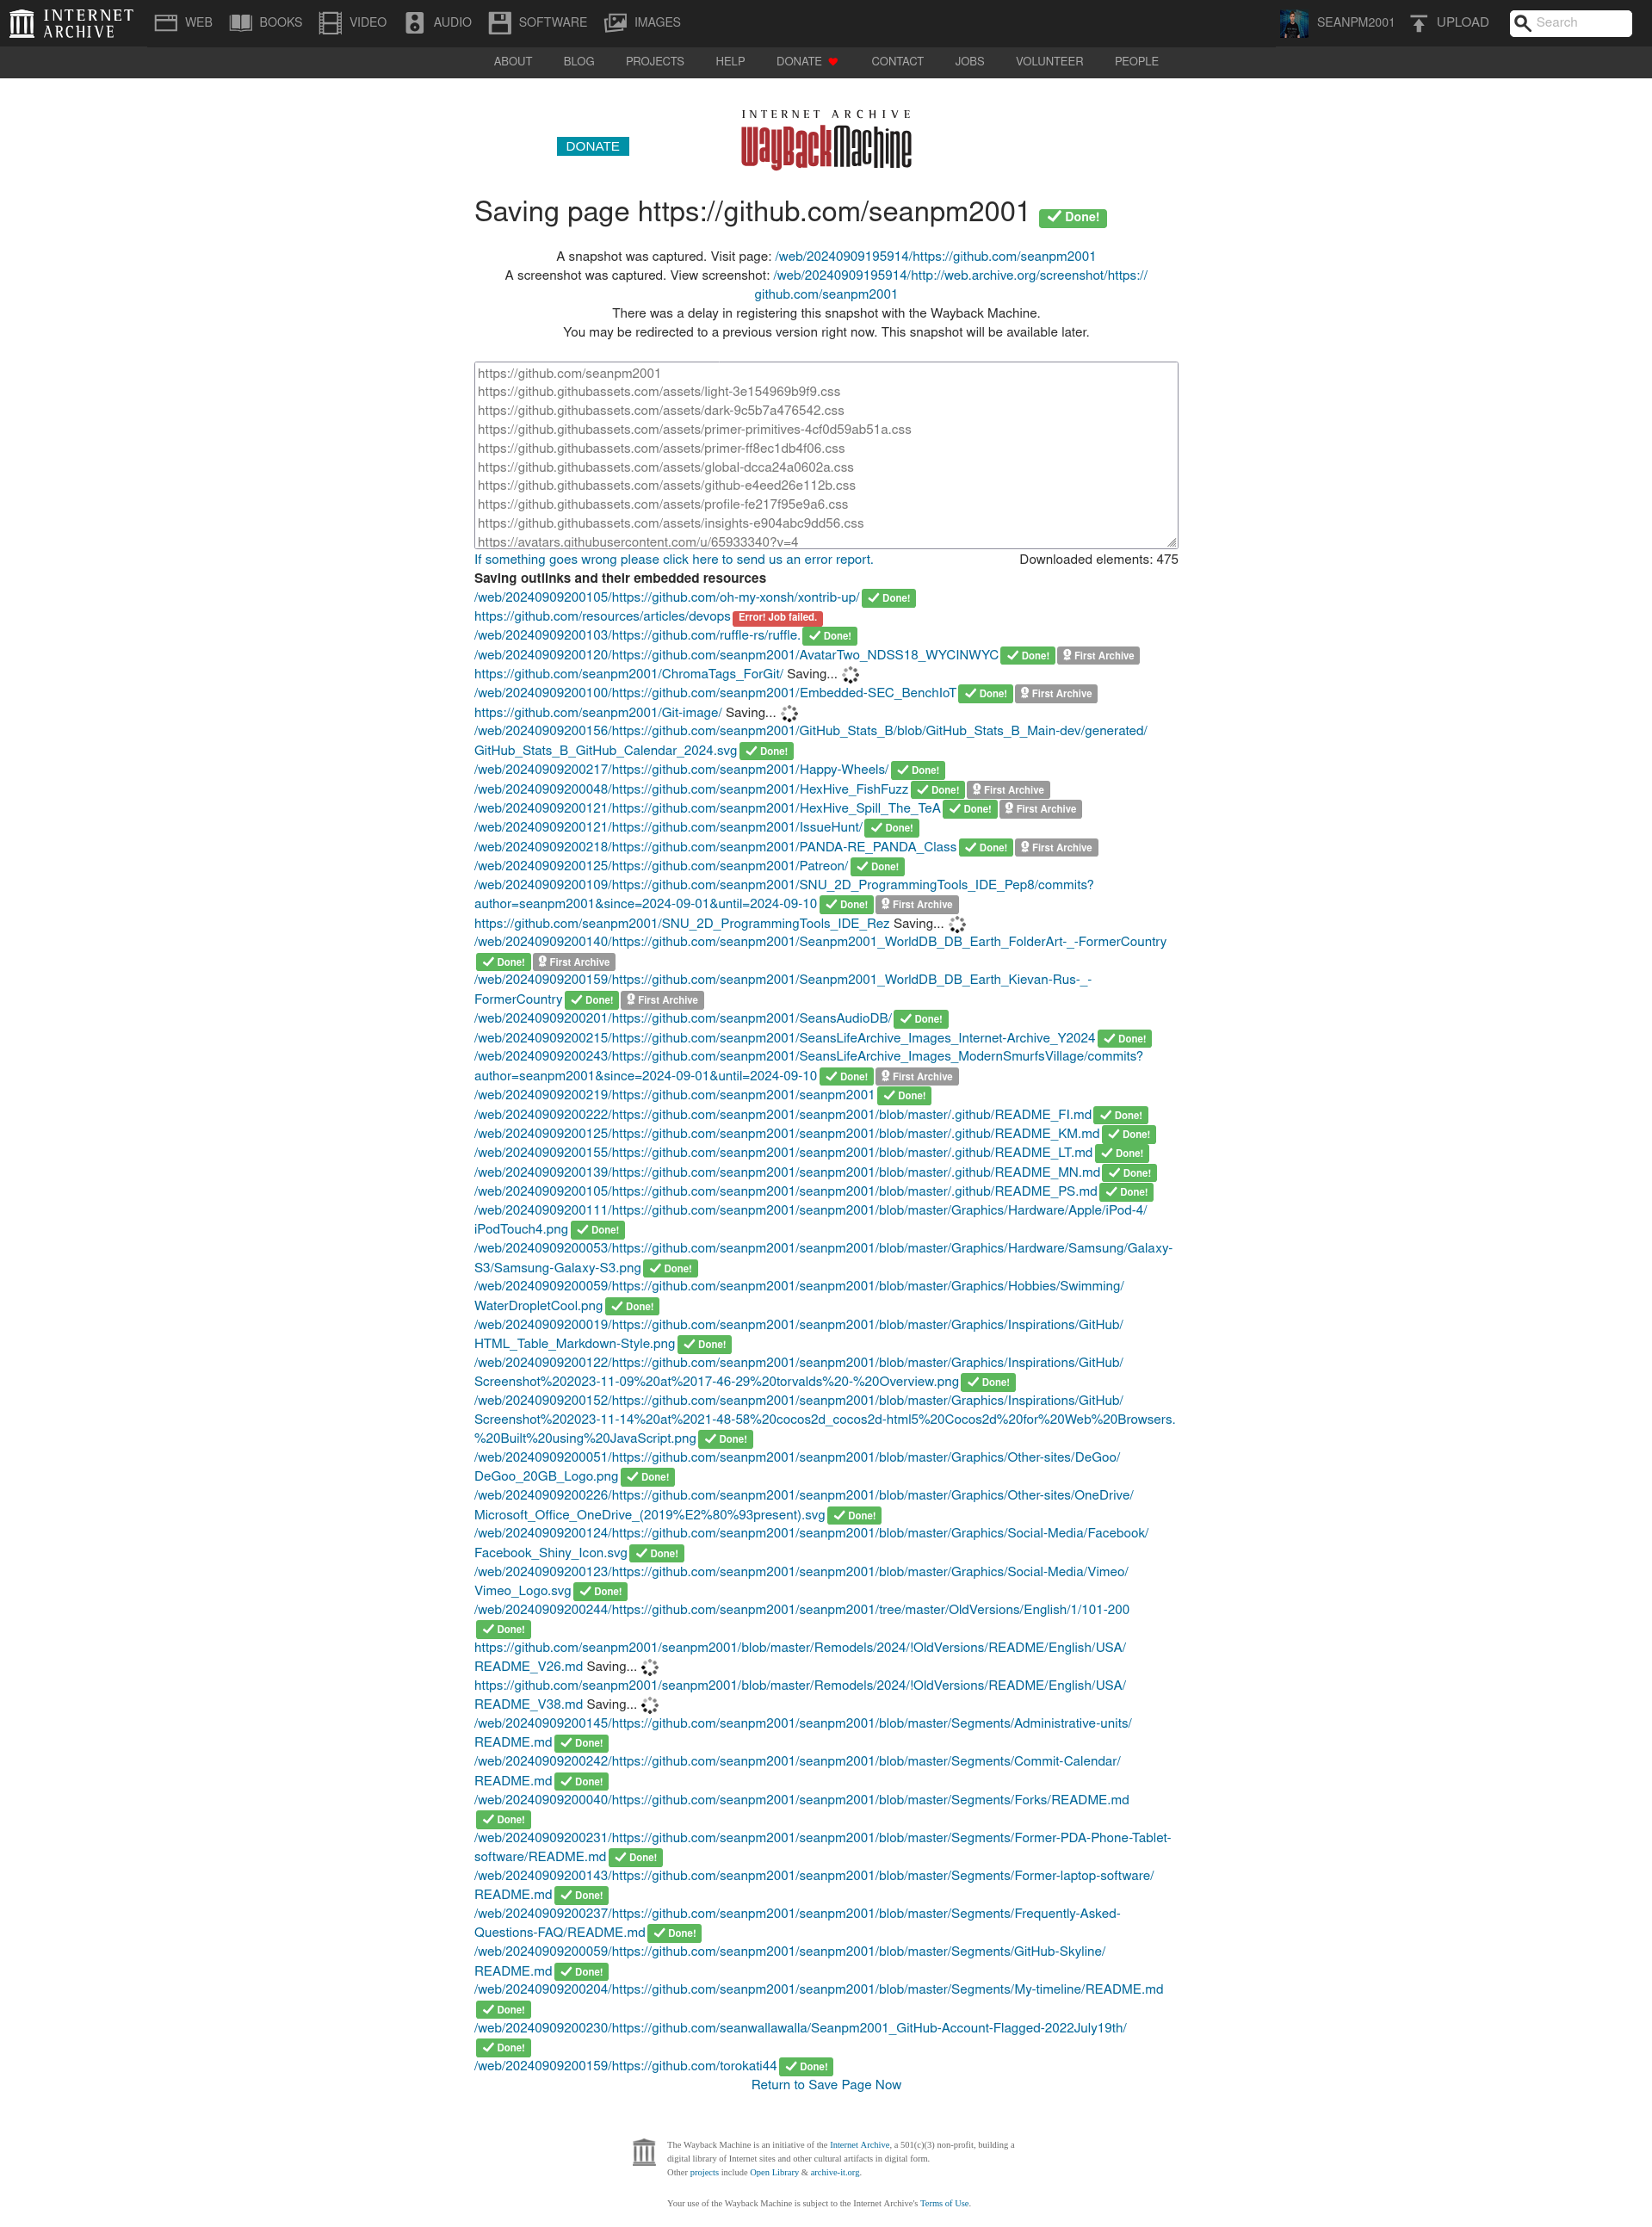 INTERNET ARCHIVE
WEB BOOKS VIDEO AUDIO SOFTWARE IMAGES SEANPM2001 UPLOAD Search
ABOUT BLOG PROJECTS HELP DONATE CONTACT JOBS VOLUNTEER PEOPLE
INTERNET ARCHIVE
WayBackMachine
DONATE
Saving page https://github.com/seanpm2001 Done!
A snapshot was captured. Visit page: /web/20240909195914/https://github.com/seanpm2001
A screenshot was captured. View screenshot: /web/20240909195914/http://web.archive.org/screenshot/https://
github.com/seanpm2001
There was a delay in registering this snapshot with the Wayback Machine.
You may be redirected to a previous version right now. This snapshot will be available later.
https://github.com/seanpm2001
https://github.githubassets.com/assets/light-3e154969b9f9.css
https://github.githubassets.com/assets/dark-9c5b7a476542.css
https://github.githubassets.com/assets/primer-primitives-4cf0d59ab51a.css
https://github.githubassets.com/assets/primer-ff8ec1db4f06.css
https://github.githubassets.com/assets/global-dcca24a0602a.css
https://github.githubassets.com/assets/github-e4eed26e112b.css
https://github.githubassets.com/assets/profile-fe217f95e9a6.css
https://github.githubassets.com/assets/insights-e904abc9dd56.css
https://avatars.githubusercontent.com/u/65933340?v=4
If something goes wrong please click here to send us an error report. Downloaded elements: 475
Saving outlinks and their embedded resources
/web/20240909200105/https://github.com/oh-my-xonsh/xontrib-up/ Done!
https://github.com/resources/articles/devops Error! Job failed.
/web/20240909200103/https://github.com/ruffle-rs/ruffle. Done!
/web/20240909200120/https://github.com/seanpm2001/AvatarTwo_NDSS18_WYCINWYC Done! First Archive
https://github.com/seanpm2001/ChromaTags_ForGit/ Saving...
/web/20240909200100/https://github.com/seanpm2001/Embedded-SEC_BenchIoT Done! First Archive
https://github.com/seanpm2001/Git-image/ Saving...
/web/20240909200156/https://github.com/seanpm2001/GitHub_Stats_B/blob/GitHub_Stats_B_Main-dev/generated/
GitHub_Stats_B_GitHub_Calendar_2024.svg Done!
/web/20240909200217/https://github.com/seanpm2001/Happy-Wheels/ Done!
/web/20240909200048/https://github.com/seanpm2001/HexHive_FishFuzz Done! First Archive
/web/20240909200121/https://github.com/seanpm2001/HexHive_Spill_The_TeA Done! First Archive
/web/20240909200121/https://github.com/seanpm2001/IssueHunt/ Done!
/web/20240909200218/https://github.com/seanpm2001/PANDA-RE_PANDA_Class Done! First Archive
/web/20240909200125/https://github.com/seanpm2001/Patreon/ Done!
/web/20240909200109/https://github.com/seanpm2001/SNU_2D_ProgrammingTools_IDE_Pep8/commits?
author=seanpm2001&since=2024-09-01&until=2024-09-10 Done! First Archive
https://github.com/seanpm2001/SNU_2D_ProgrammingTools_IDE_Rez Saving...
/web/20240909200140/https://github.com/seanpm2001/Seanpm2001_WorldDB_DB_Earth_FolderArt-_-FormerCountry
Done! First Archive
/web/20240909200159/https://github.com/seanpm2001/Seanpm2001_WorldDB_DB_Earth_Kievan-Rus-_-
FormerCountry Done! First Archive
/web/20240909200201/https://github.com/seanpm2001/SeansAudioDB/ Done!
/web/20240909200215/https://github.com/seanpm2001/SeansLifeArchive_Images_Internet-Archive_Y2024 Done!
/web/20240909200243/https://github.com/seanpm2001/SeansLifeArchive_Images_ModernSmurfsVillage/commits?
author=seanpm2001&since=2024-09-01&until=2024-09-10 Done! First Archive
/web/20240909200219/https://github.com/seanpm2001/seanpm2001 Done!
/web/20240909200222/https://github.com/seanpm2001/seanpm2001/blob/master/.github/README_FI.md Done!
/web/20240909200125/https://github.com/seanpm2001/seanpm2001/blob/master/.github/README_KM.md Done!
/web/20240909200155/https://github.com/seanpm2001/seanpm2001/blob/master/.github/README_LT.md Done!
/web/20240909200139/https://github.com/seanpm2001/seanpm2001/blob/master/.github/README_MN.md Done!
/web/20240909200105/https://github.com/seanpm2001/seanpm2001/blob/master/.github/README_PS.md Done!
/web/20240909200111/https://github.com/seanpm2001/seanpm2001/blob/master/Graphics/Hardware/Apple/iPod-4/
iPodTouch4.png Done!
/web/20240909200053/https://github.com/seanpm2001/seanpm2001/blob/master/Graphics/Hardware/Samsung/Galaxy-
S3/Samsung-Galaxy-S3.png Done!
/web/20240909200059/https://github.com/seanpm2001/seanpm2001/blob/master/Graphics/Hobbies/Swimming/
WaterDropletCool.png Done!
/web/20240909200019/https://github.com/seanpm2001/seanpm2001/blob/master/Graphics/Inspirations/GitHub/
HTML_Table_Markdown-Style.png Done!
/web/20240909200122/https://github.com/seanpm2001/seanpm2001/blob/master/Graphics/Inspirations/GitHub/
Screenshot%202023-11-09%20at%2017-46-29%20torvalds%20-%20Overview.png Done!
/web/20240909200152/https://github.com/seanpm2001/seanpm2001/blob/master/Graphics/Inspirations/GitHub/
Screenshot%202023-11-14%20at%2021-48-58%20cocos2d_cocos2d-html5%20Cocos2d%20for%20Web%20Browsers.
%20Built%20using%20JavaScript.png Done!
/web/20240909200051/https://github.com/seanpm2001/seanpm2001/blob/master/Graphics/Other-sites/DeGoo/
DeGoo_20GB_Logo.png Done!
/web/20240909200226/https://github.com/seanpm2001/seanpm2001/blob/master/Graphics/Other-sites/OneDrive/
Microsoft_Office_OneDrive_(2019%E2%80%93present).svg Done!
/web/20240909200124/https://github.com/seanpm2001/seanpm2001/blob/master/Graphics/Social-Media/Facebook/
Facebook_Shiny_Icon.svg Done!
/web/20240909200123/https://github.com/seanpm2001/seanpm2001/blob/master/Graphics/Social-Media/Vimeo/
Vimeo_Logo.svg Done!
/web/20240909200244/https://github.com/seanpm2001/seanpm2001/tree/master/OldVersions/English/1/101-200
Done!
https://github.com/seanpm2001/seanpm2001/blob/master/Remodels/2024/!OldVersions/README/English/USA/
README_V26.md Saving...
https://github.com/seanpm2001/seanpm2001/blob/master/Remodels/2024/!OldVersions/README/English/USA/
README_V38.md Saving...
/web/20240909200145/https://github.com/seanpm2001/seanpm2001/blob/master/Segments/Administrative-units/
README.md Done!
/web/20240909200242/https://github.com/seanpm2001/seanpm2001/blob/master/Segments/Commit-Calendar/
README.md Done!
/web/20240909200040/https://github.com/seanpm2001/seanpm2001/blob/master/Segments/Forks/README.md
Done!
/web/20240909200231/https://github.com/seanpm2001/seanpm2001/blob/master/Segments/Former-PDA-Phone-Tablet-
software/README.md Done!
/web/20240909200143/https://github.com/seanpm2001/seanpm2001/blob/master/Segments/Former-laptop-software/
README.md Done!
/web/20240909200237/https://github.com/seanpm2001/seanpm2001/blob/master/Segments/Frequently-Asked-
Questions-FAQ/README.md Done!
/web/20240909200059/https://github.com/seanpm2001/seanpm2001/blob/master/Segments/GitHub-Skyline/
README.md Done!
/web/20240909200204/https://github.com/seanpm2001/seanpm2001/blob/master/Segments/My-timeline/README.md
Done!
/web/20240909200230/https://github.com/seanwallawalla/Seanpm2001_GitHub-Account-Flagged-2022July19th/
Done!
/web/20240909200159/https://github.com/torokati44 Done!
Return to Save Page Now
The Wayback Machine is an initiative of the Internet Archive, a 501(c)(3) non-profit, building a
digital library of Internet sites and other cultural artifacts in digital form.
Other projects include Open Library & archive-it.org.
Your use of the Wayback Machine is subject to the Internet Archive's Terms of Use.